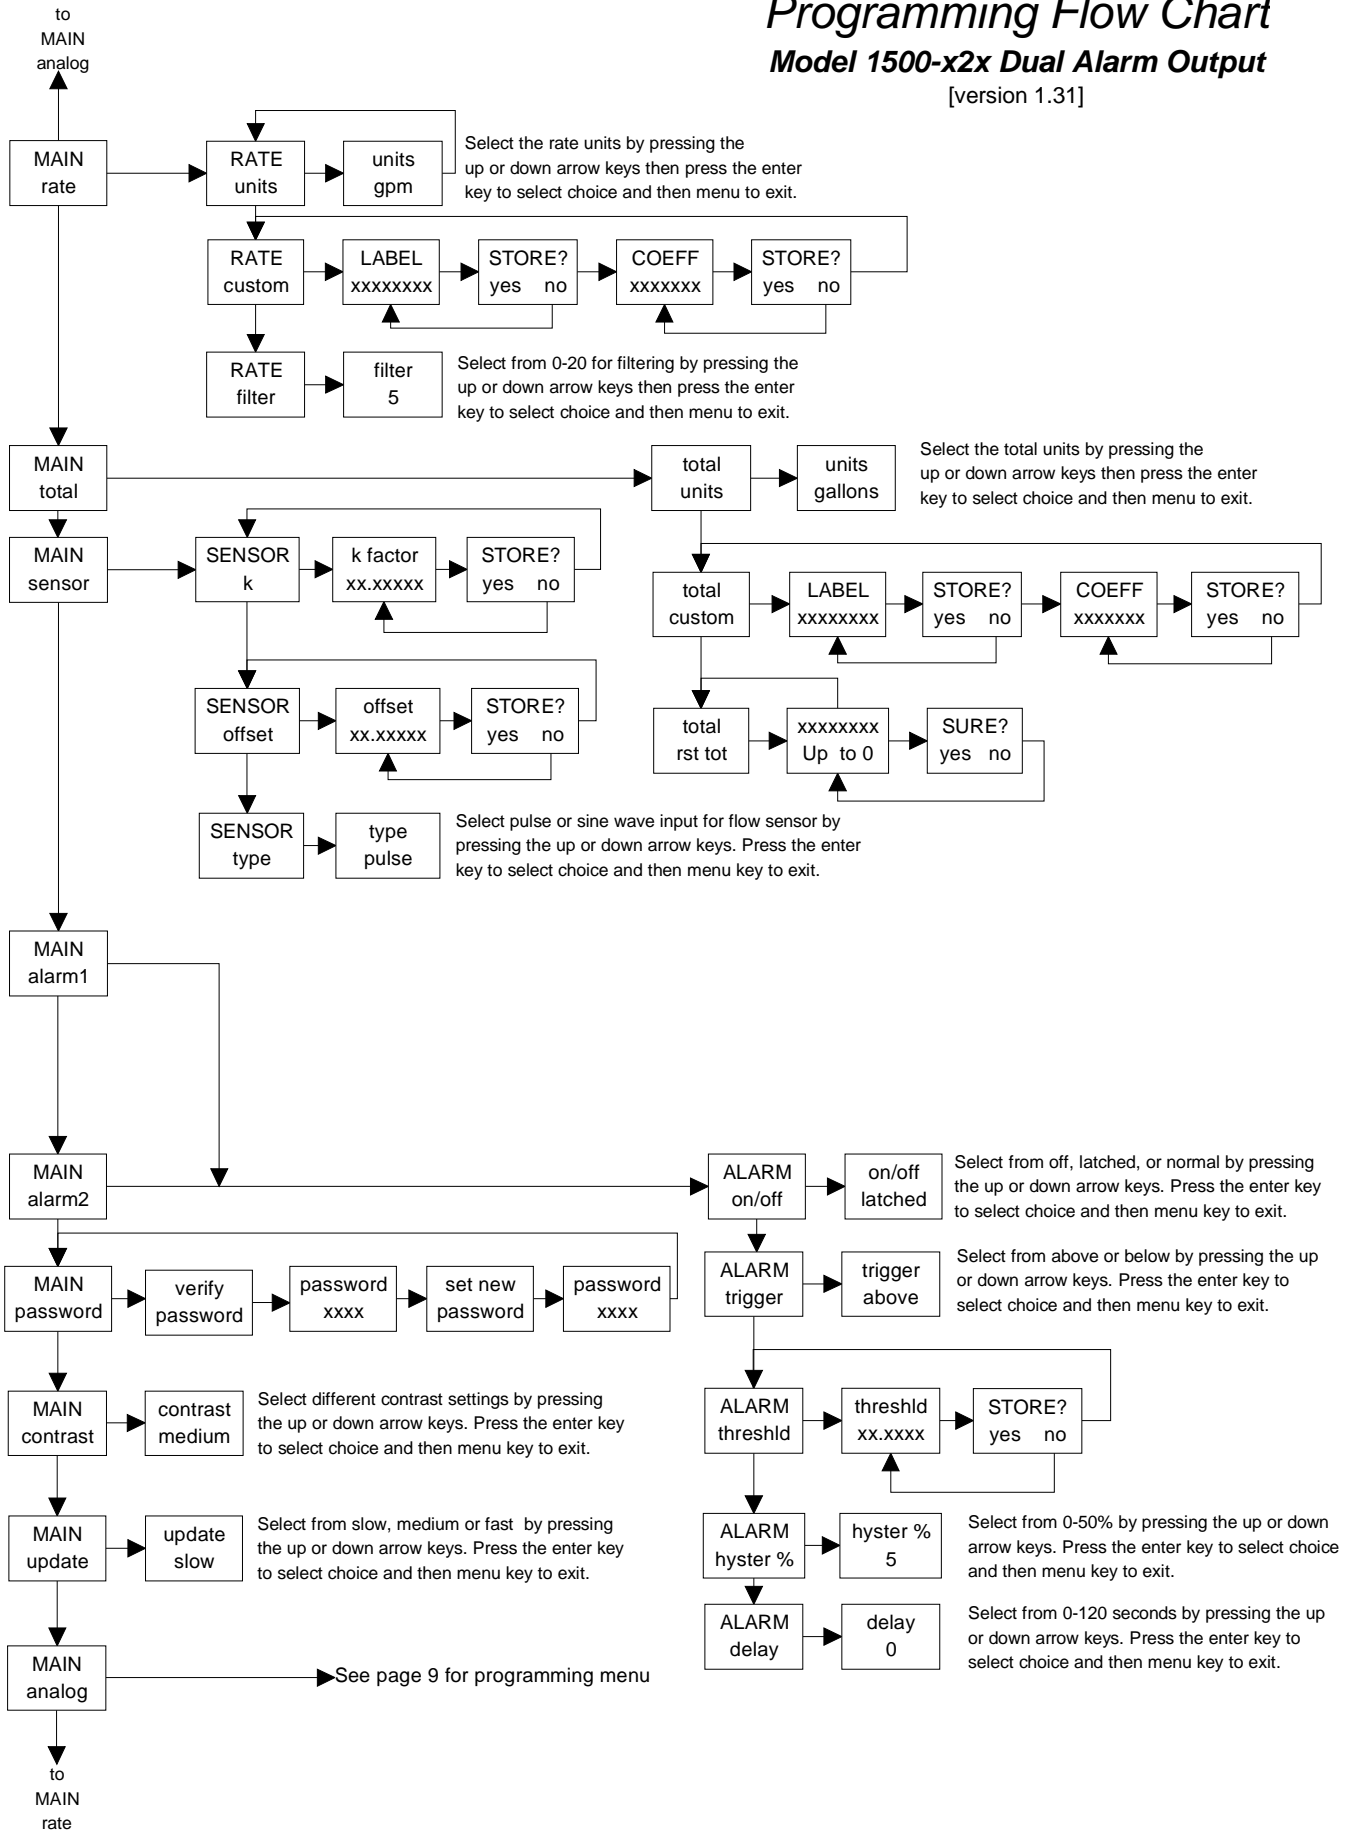 Programming Flow Chart
Model 1500-x2x Dual Alarm Output
[version 1.31]
to
MAIN
analog
MAIN
rate
RATE
units
units
gpm
Select the rate units by pressing the
up or down arrow keys then press the enter
key to select choice and then menu to exit.
RATE
custom
LABEL
xxxxxxxx
STORE?
yes no
COEFF
xxxxxxx
STORE?
yes no
RATE
filter
filter
5
Select from 0-20 for filtering by pressing the
up or down arrow keys then press the enter
key to select choice and then menu to exit.
MAIN
total
total
units
units
gallons
Select the total units by pressing the
up or down arrow keys then press the enter
key to select choice and then menu to exit.
MAIN
sensor
SENSOR
k
k factor
xx.xxxxx
STORE?
yes no
total
custom
LABEL
xxxxxxxx
STORE?
yes no
COEFF
xxxxxxx
STORE?
yes no
SENSOR
offset
offset
xx.xxxxx
STORE?
yes no
total
rst tot
xxxxxxxx
Up to 0
SURE?
yes no
SENSOR
type
type
pulse
Select pulse or sine wave input for flow sensor by
pressing the up or down arrow keys. Press the enter
key to select choice and then menu key to exit.
MAIN
alarm1
MAIN
alarm2
ALARM
on/off
on/off
latched
Select from off, latched, or normal by pressing
the up or down arrow keys. Press the enter key
to select choice and then menu key to exit.
MAIN
password
verify
password
password
xxxx
set new
password
password
xxxx
ALARM
trigger
trigger
above
Select from above or below by pressing the up
or down arrow keys. Press the enter key to
select choice and then menu key to exit.
MAIN
contrast
contrast
medium
Select different contrast settings by pressing
the up or down arrow keys. Press the enter key
to select choice and then menu key to exit.
ALARM
threshld
threshld
xx.xxxx
STORE?
yes no
MAIN
update
update
slow
Select from slow, medium or fast by pressing
the up or down arrow keys. Press the enter key
to select choice and then menu key to exit.
ALARM
hyster %
hyster %
5
Select from 0-50% by pressing the up or down
arrow keys. Press the enter key to select choice
and then menu key to exit.
ALARM
delay
delay
0
Select from 0-120 seconds by pressing the up
or down arrow keys. Press the enter key to
select choice and then menu key to exit.
MAIN
analog
See page 9 for programming menu
to
MAIN
rate